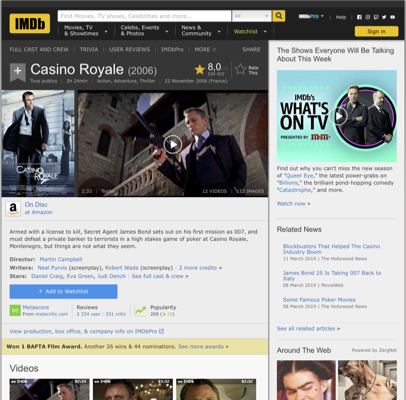 IMDb
Find Movies, TV shows, Celebrities and more...
All
IMDbPro
Help
Movies, TV & Showtimes
Celebs, Events & Photos
News & Community
Watchlist
Sign in
FULL CAST AND CREW | TRIVIA | USER REVIEWS | IMDbPro | MORE
SHARE
Casino Royale (2006)
8,0
Rate This
Tous publics | 2h 24min | Action, Adventure, Thriller | 22 November 2006 (France)
CASINO ROYALE
2:33 | Trailer
12 VIDEOS | 132 IMAGES
On Disc
at Amazon
Armed with a license to kill, Secret Agent James Bond sets out on his first mission as 007, and
must defeat a private banker to terrorists in a high stakes game of poker at Casino Royale,
Montenegro, but things are not what they seem.
Director: Martin Campbell
Writers: Neal Purvis (screenplay), Robert Wade (screenplay) | 2 more credits »
Stars: Daniel Craig, Eva Green, Judi Dench | See full cast & crew »
+ Add to Watchlist
80
Metascore
From metacritic.com
Reviews
2 334 user | 331 critic
Popularity
View production, box office, & company info on IMDbPro
Won 1 BAFTA Film Award. Another 26 wins & 44 nominations. See more awards »
Videos
The Shows Everyone Will Be Talking
About This Week
IMDb's
WHAT'S
ON TV
PRESENTED BY m&m's
Find out why you can't miss the new season
of "Queer Eye," the latest power-grabs on
"Billions," the brilliant pond-hopping comedy
"Catastrophe," and more.
Watch now »
Related News
Blockbusters That Helped The Casino
Industry Boom
11 March 2019 | The Hollywood News
James Bond 25 Is Taking 007 Back to
Italy
08 March 2019 | MovieWeb
Some Famous Poker Movies
08 March 2019 | The Hollywood News
See all related articles »
Around The Web
Powered by ZergNet